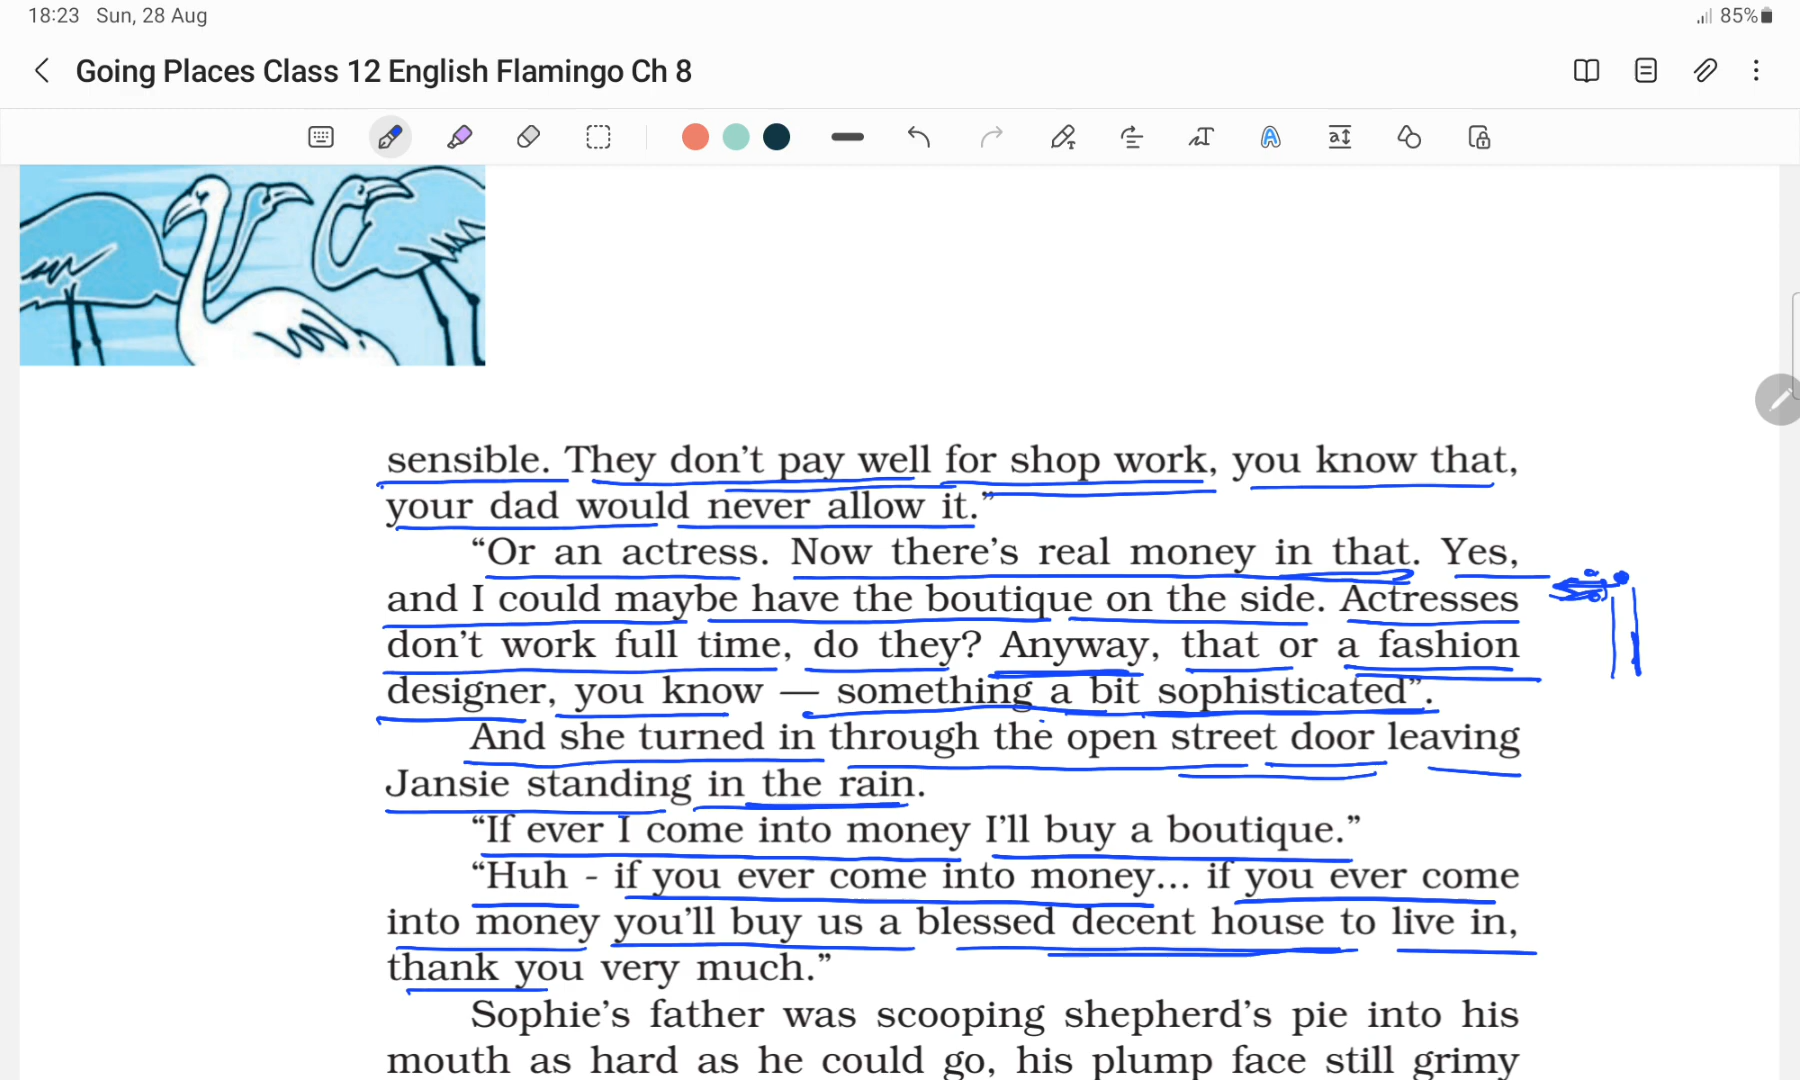 18:23 Sun, 28 Aug
85%
Going Places Class 12 English Flamingo Ch 8
sensible. They don’t pay well for shop work, you know that,
your dad would never allow it.”
“Or an actress. Now there’s real money in that. Yes,
and I could maybe have the boutique on the side. Actresses
don’t work full time, do they? Anyway, that or a fashion
designer, you know — something a bit sophisticated”.
And she turned in through the open street door leaving
Jansie standing in the rain.
“If ever I come into money I’ll buy a boutique.”
“Huh - if you ever come into money... if you ever come
into money you’ll buy us a blessed decent house to live in,
thank you very much.”
Sophie’s father was scooping shepherd’s pie into his
mouth as hard as he could go, his plump face still grimy